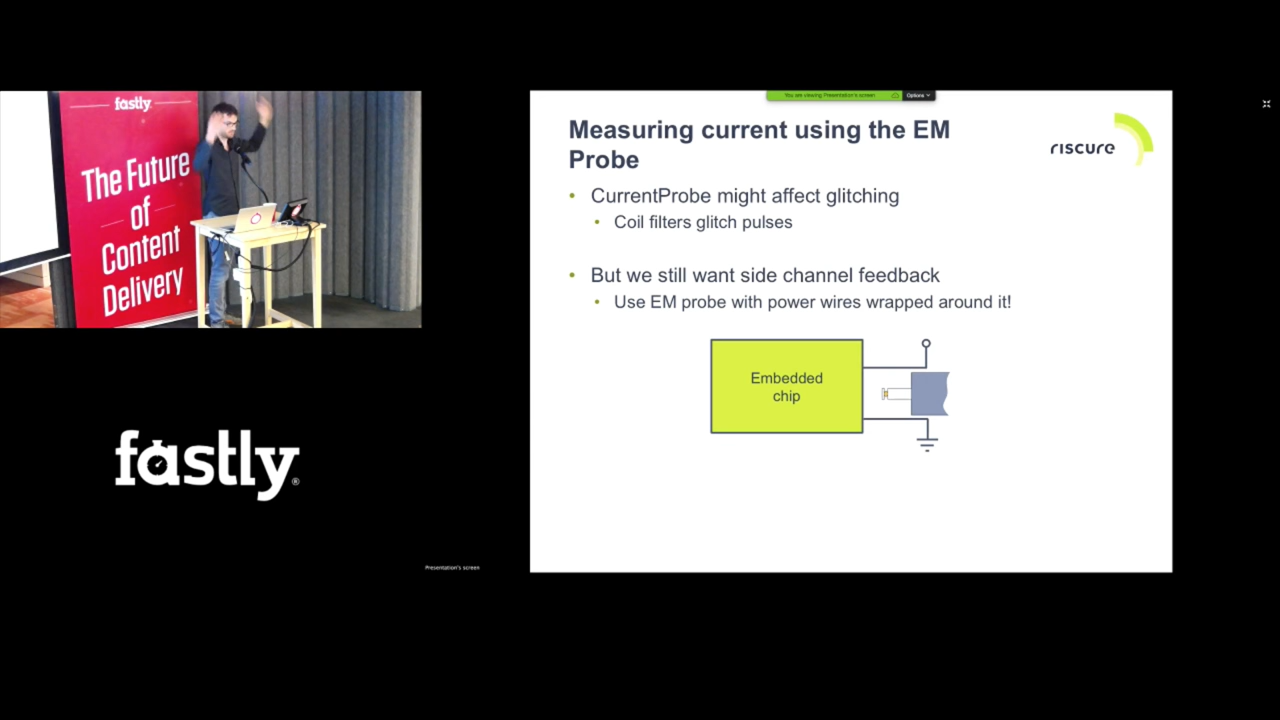 fastly
The Future
of
Content
Delivery
fastly®
Presentation's screen
You are viewing Presentation's screen
Options
riscure
Measuring current using the EM
Probe
• CurrentProbe might affect glitching
• Coil filters glitch pulses
• But we still want side channel feedback
• Use EM probe with power wires wrapped around it!
Embedded
chip